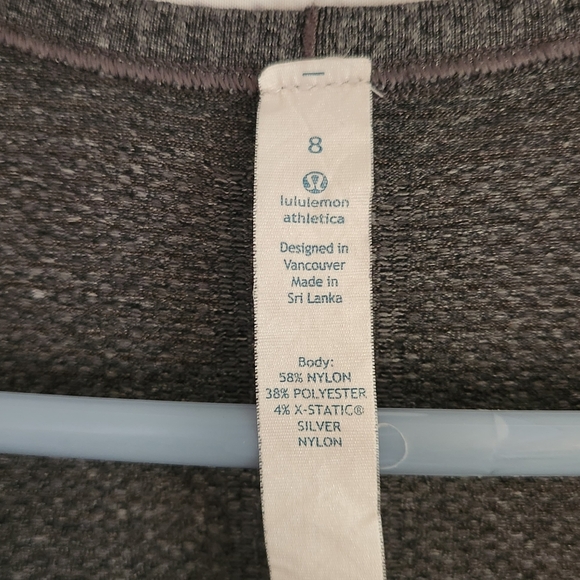 8
lululemon
athletica
Designed in
Vancouver
Made in
Sri Lanka
Body:
58% NYLON
38% POLYESTER
4% X-STATIC®
SILVER
NYLON